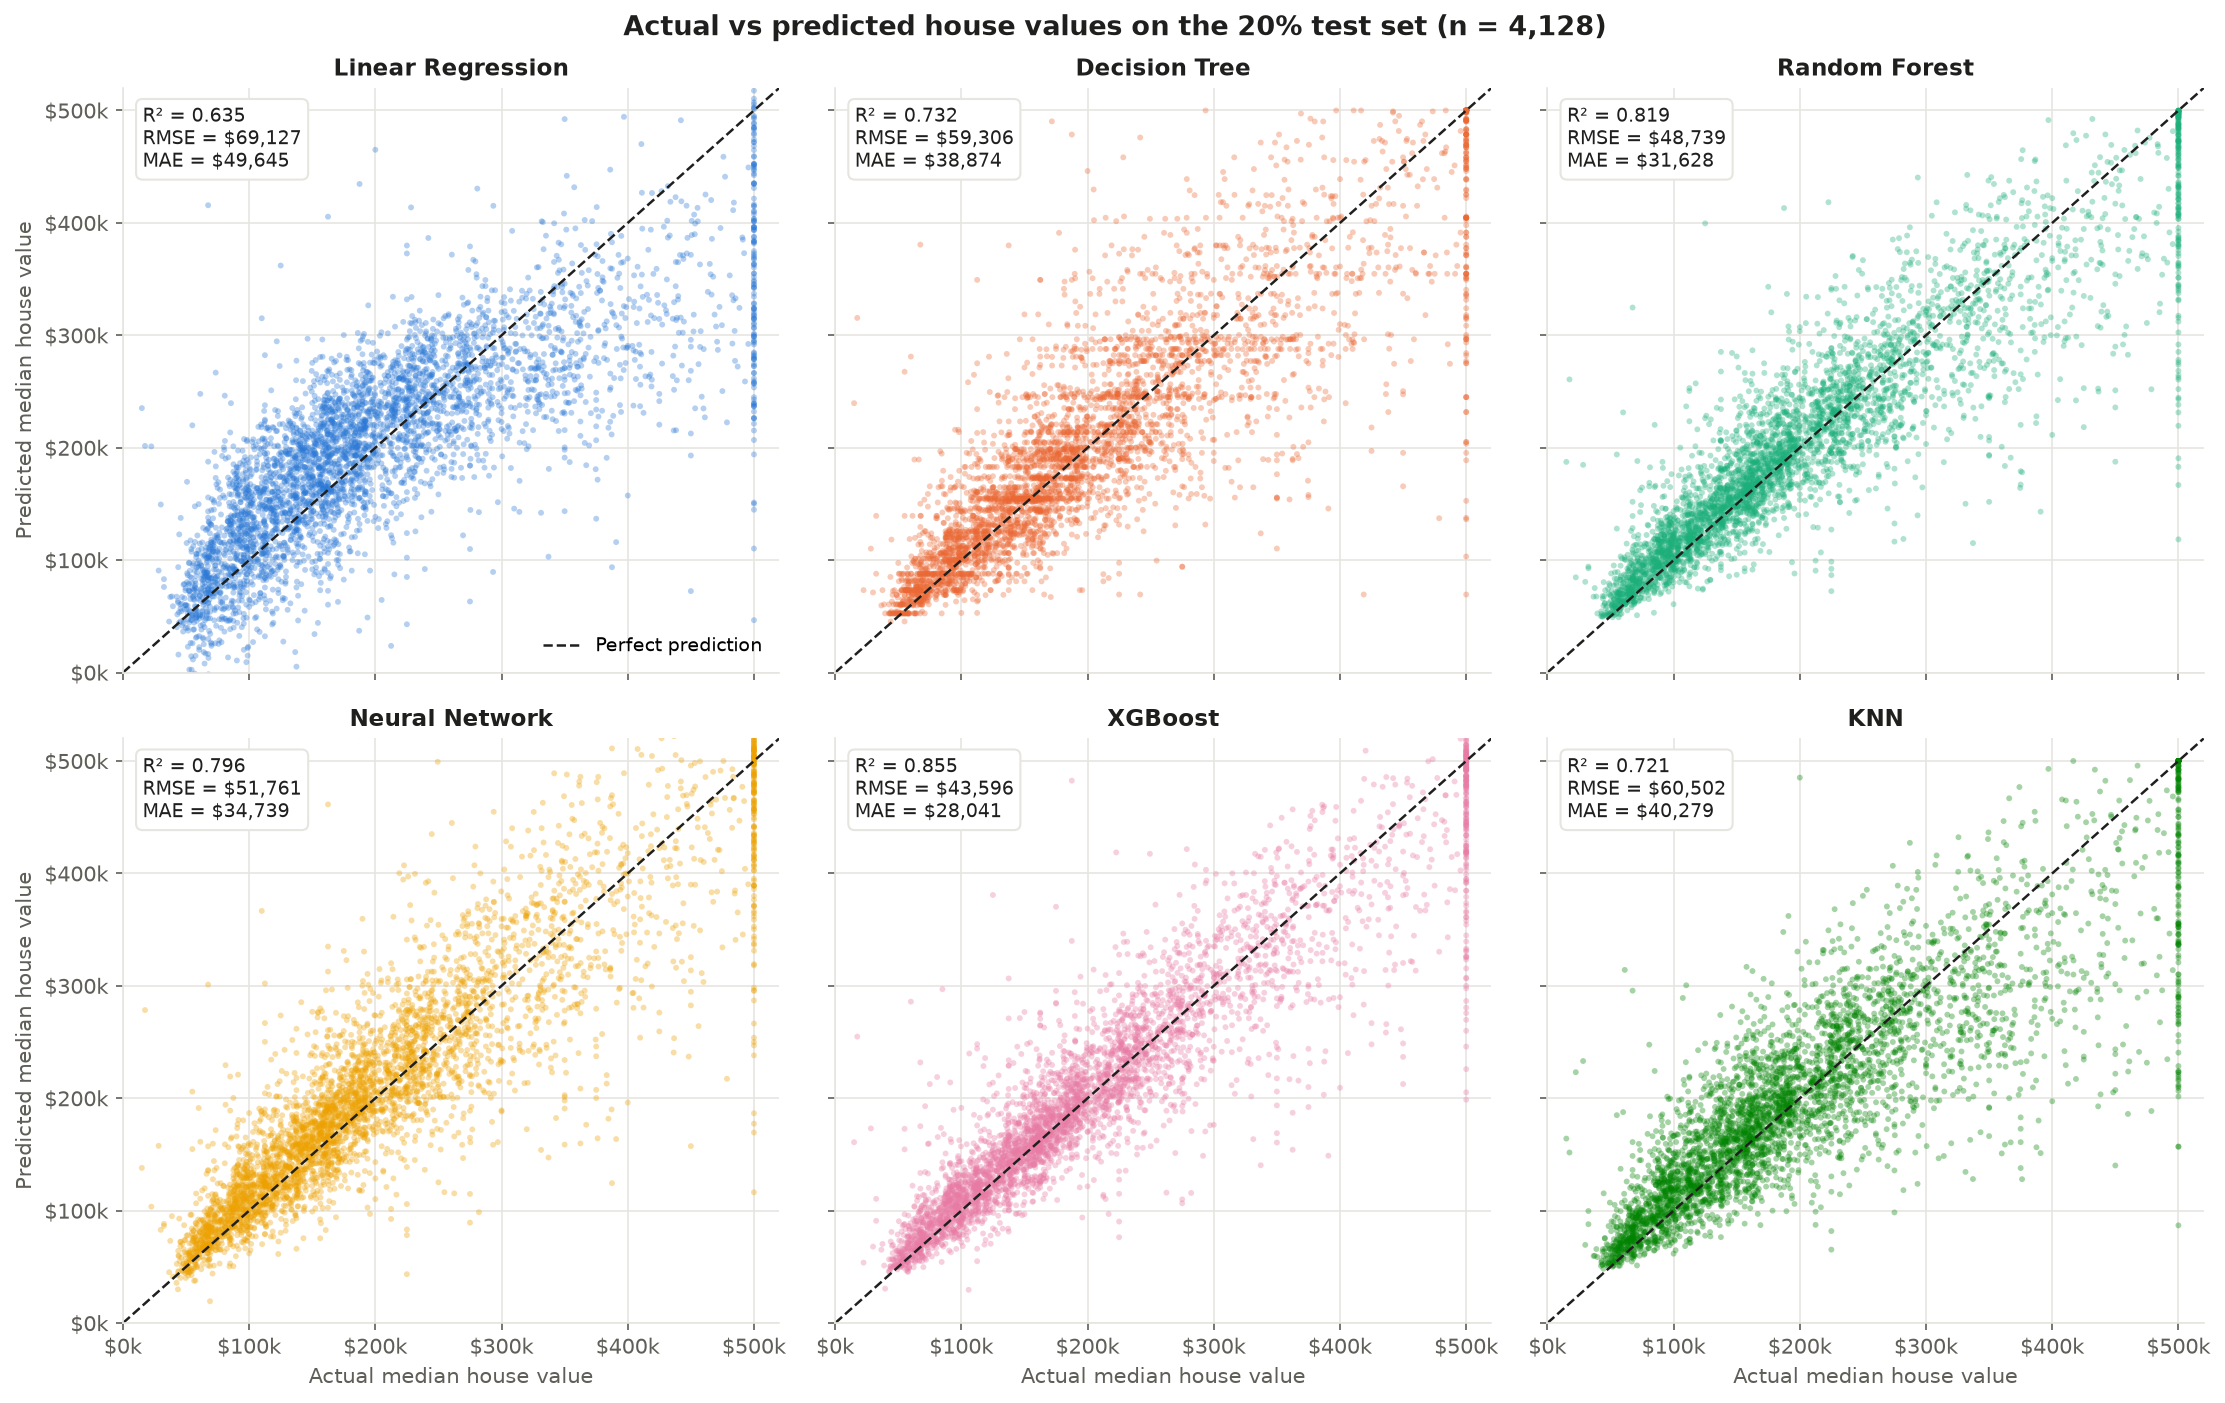 Actual vs predicted house values on the 20% test set (n = 4,128)
Linear Regression
R² = 0.635
RMSE = $69,127
MAE = $49,645
Perfect prediction
Predicted median house value
$500k
$400k
$300k
$200k
$100k
$0k
Decision Tree
R² = 0.732
RMSE = $59,306
MAE = $38,874
Random Forest
R² = 0.819
RMSE = $48,739
MAE = $31,628
Neural Network
R² = 0.796
RMSE = $51,761
MAE = $34,739
Predicted median house value
$500k
$400k
$300k
$200k
$100k
$0k
$0k $100k $200k $300k $400k $500k
Actual median house value
XGBoost
R² = 0.855
RMSE = $43,596
MAE = $28,041
$0k $100k $200k $300k $400k $500k
Actual median house value
KNN
R² = 0.721
RMSE = $60,502
MAE = $40,279
$0k $100k $200k $300k $400k $500k
Actual median house value